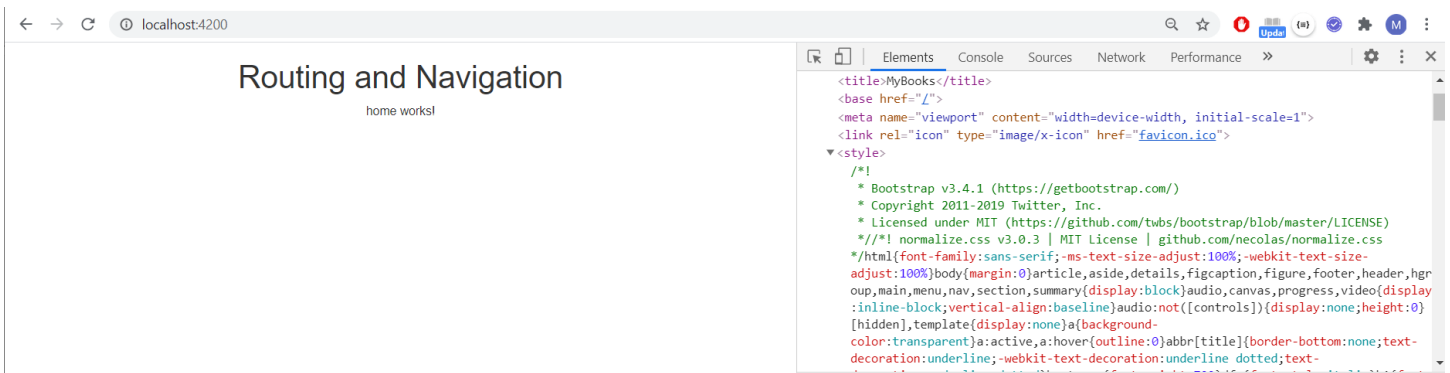 localhost:4200
Updat
M
Routing and Navigation
home works!
Elements Console Sources Network Performance »
<title>MyBooks</title>
<base href="/">
<meta name="viewport" content="width=device-width, initial-scale=1">
<link rel="icon" type="image/x-icon" href="favicon.ico">
▼<style>
/*!
* Bootstrap v3.4.1 (https://getbootstrap.com/)
* Copyright 2011-2019 Twitter, Inc.
* Licensed under MIT (https://github.com/twbs/bootstrap/blob/master/LICENSE)
*//*! normalize.css v3.0.3 | MIT License | github.com/necolas/normalize.css
*/html{font-family:sans-serif;-ms-text-size-adjust:100%;-webkit-text-size-
adjust:100%}body{margin:0}article,aside,details,figcaption,figure,footer,header,hgr
oup,main,menu,nav,section,summary{display:block}audio,canvas,progress,video{display
:inline-block;vertical-align:baseline}audio:not([controls]){display:none;height:0}
[hidden],template{display:none}a{background-
color:transparent}a:active,a:hover{outline:0}abbr[title]{border-bottom:none;text-
decoration:underline;-webkit-text-decoration:underline dotted;text-